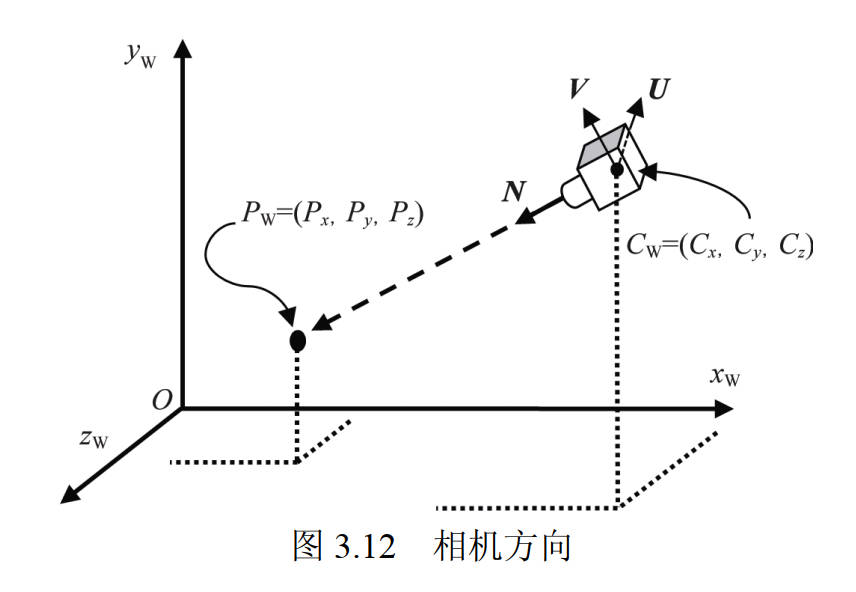 y_W
V
U
N
P_W=(P_x, P_y, P_z)
C_W=(C_x, C_y, C_z)
x_W
O
z_W
图 3.12 相机方向